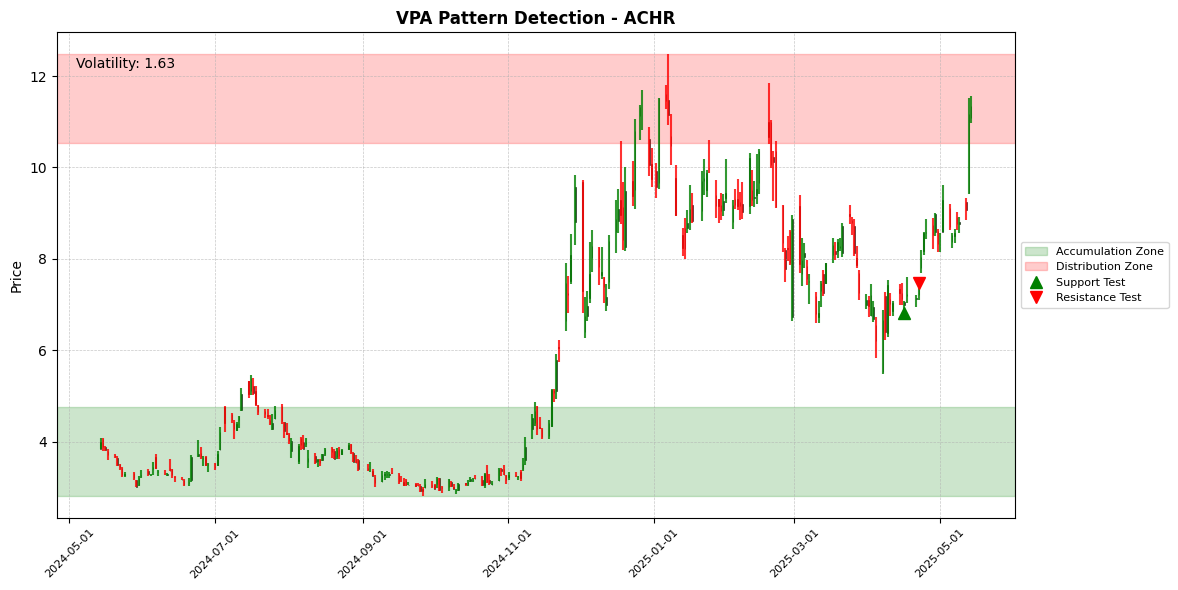 VPA Pattern Detection - ACHR
Volatility: 1.63
Price
12
10
8
6
4
2024-05-01
2024-07-01
2024-09-01
2024-11-01
2025-01-01
2025-03-01
2025-05-01
Accumulation Zone
Distribution Zone
Support Test
Resistance Test